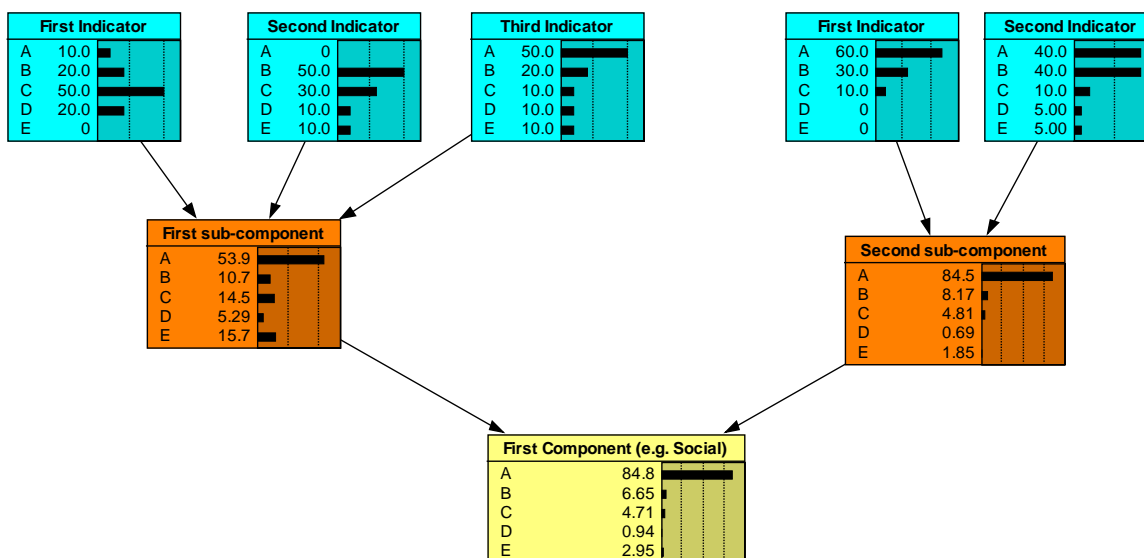 First Indicator
A 10.0
B 20.0
C 50.0
D 20.0
E 0
Second Indicator
A 0
B 50.0
C 30.0
D 10.0
E 10.0
Third Indicator
A 50.0
B 20.0
C 10.0
D 10.0
E 10.0
First Indicator
A 60.0
B 30.0
C 10.0
D 0
E 0
Second Indicator
A 40.0
B 40.0
C 10.0
D 5.00
E 5.00
First sub-component
A 53.9
B 10.7
C 14.5
D 5.29
E 15.7
Second sub-component
A 84.5
B 8.17
C 4.81
D 0.69
E 1.85
First Component (e.g. Social)
A 84.8
B 6.65
C 4.71
D 0.94
E 2.95